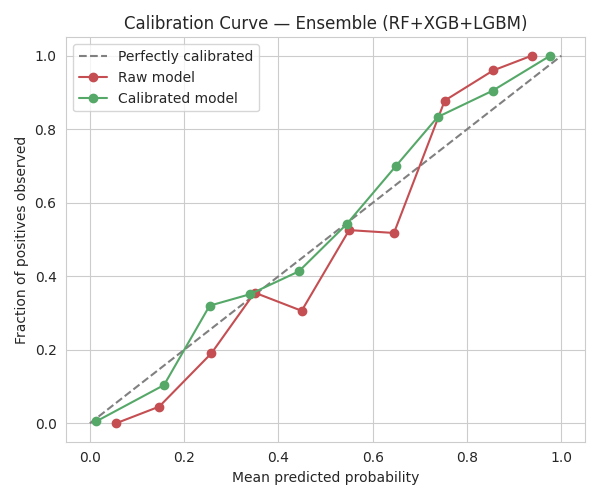 Calibration Curve — Ensemble (RF+XGB+LGBM)
Perfectly calibrated
Raw model
Calibrated model
Fraction of positives observed
1.0
0.8
0.6
0.4
0.2
0.0
0.0 0.2 0.4 0.6 0.8 1.0
Mean predicted probability